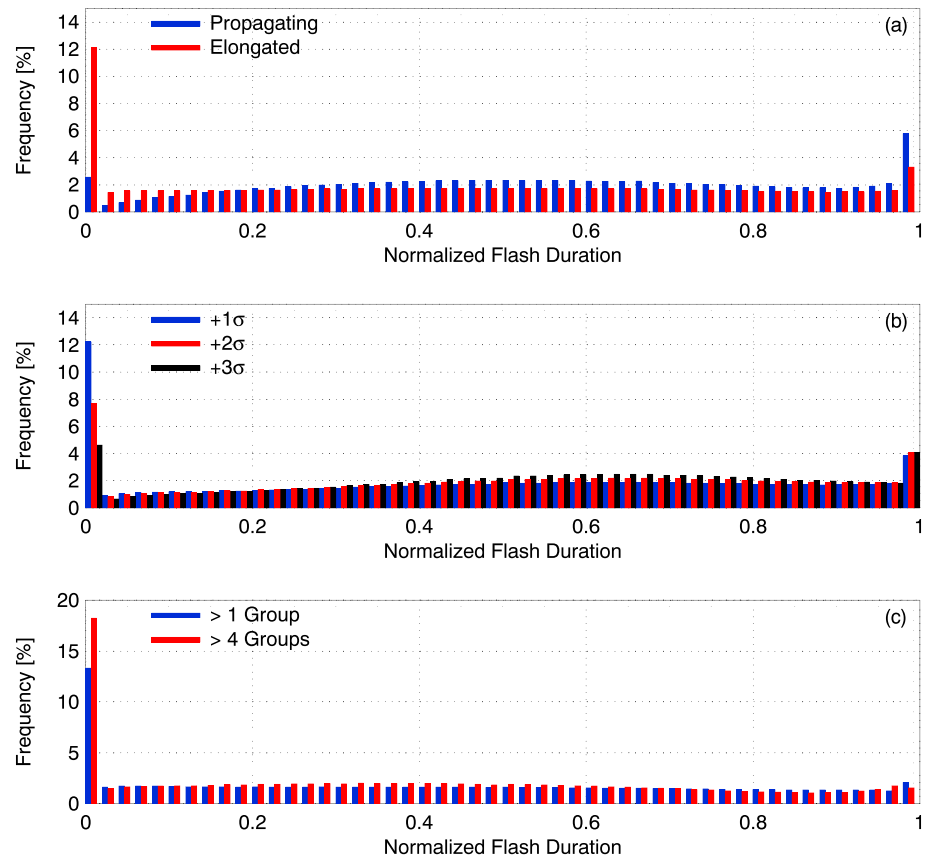 14
12
10
8
6
4
2
0
Frequency [%]
Propagating
Elongated
(a)
0 0.2 0.4 0.6 0.8 1
Normalized Flash Duration
14
12
10
8
6
4
2
0
Frequency [%]
+1σ
+2σ
+3σ
(b)
0 0.2 0.4 0.6 0.8 1
Normalized Flash Duration
20
15
10
5
0
Frequency [%]
> 1 Group
> 4 Groups
(c)
0 0.2 0.4 0.6 0.8 1
Normalized Flash Duration